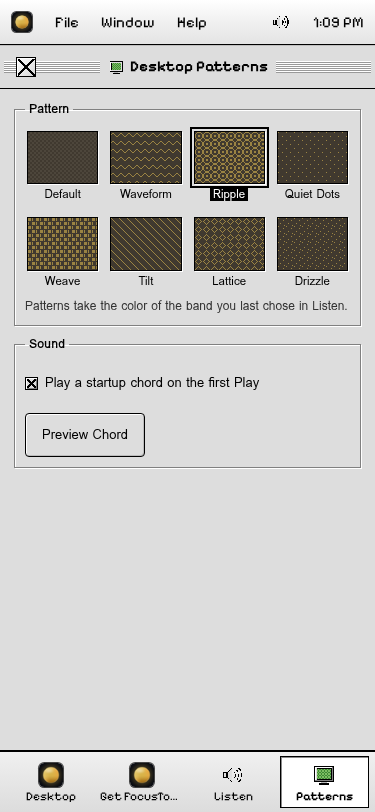 File Window Help 1:09 PM
Desktop Patterns
Pattern
Default Waveform Ripple Quiet Dots
Weave Tilt Lattice Drizzle
Patterns take the color of the band you last chose in Listen.
Sound
Play a startup chord on the first Play
Preview Chord
Desktop GetFocusTo... Listen Patterns